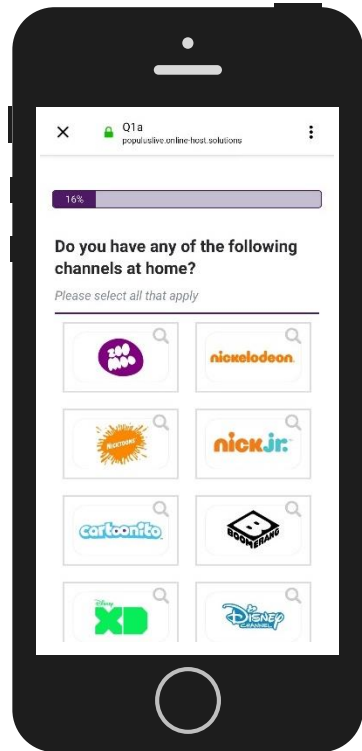 Q1a
populuslive.online-host.solutions
16%
Do you have any of the following
channels at home?
Please select all that apply
ZOO
MOO
nickelodeon
NICKTOONS
nick jr.
cartoonito
B
BOOMERANG
Disney
XD
Disney
CHANNEL